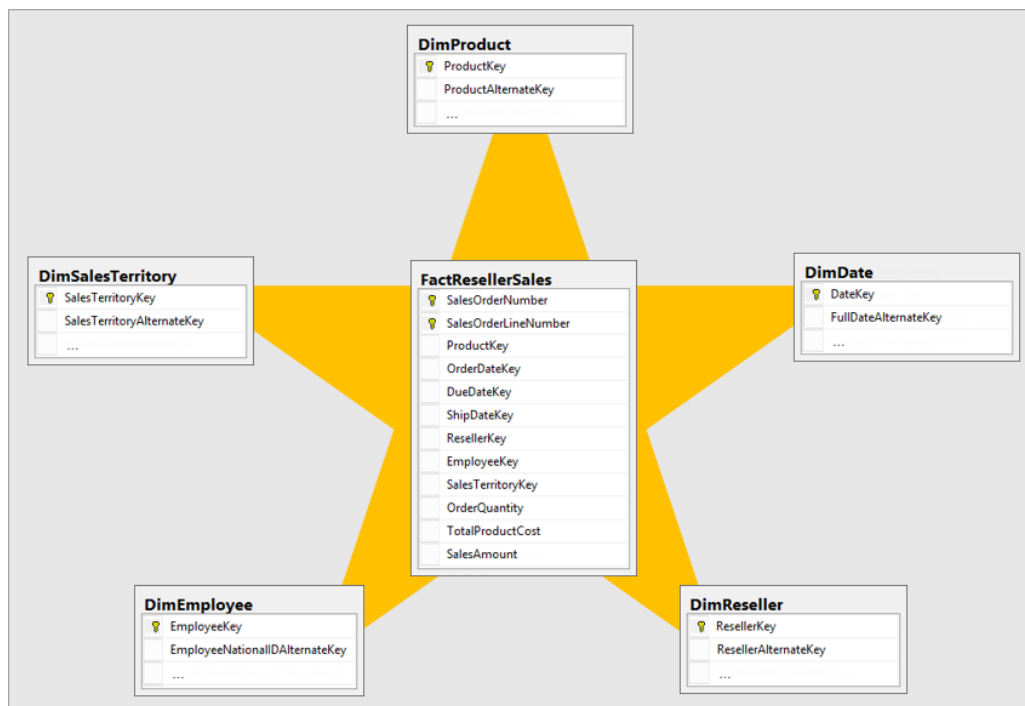 DimProduct
ProductKey
ProductAlternateKey
...
DimSalesTerritory
SalesTerritoryKey
SalesTerritoryAlternateKey
...
FactResellerSales
SalesOrderNumber
SalesOrderLineNumber
ProductKey
OrderDateKey
DueDateKey
ShipDateKey
ResellerKey
EmployeeKey
SalesTerritoryKey
OrderQuantity
TotalProductCost
SalesAmount
DimDate
DateKey
FullDateAlternateKey
...
DimEmployee
EmployeeKey
EmployeeNationalIDAlternateKey
...
DimReseller
ResellerKey
ResellerAlternateKey
...